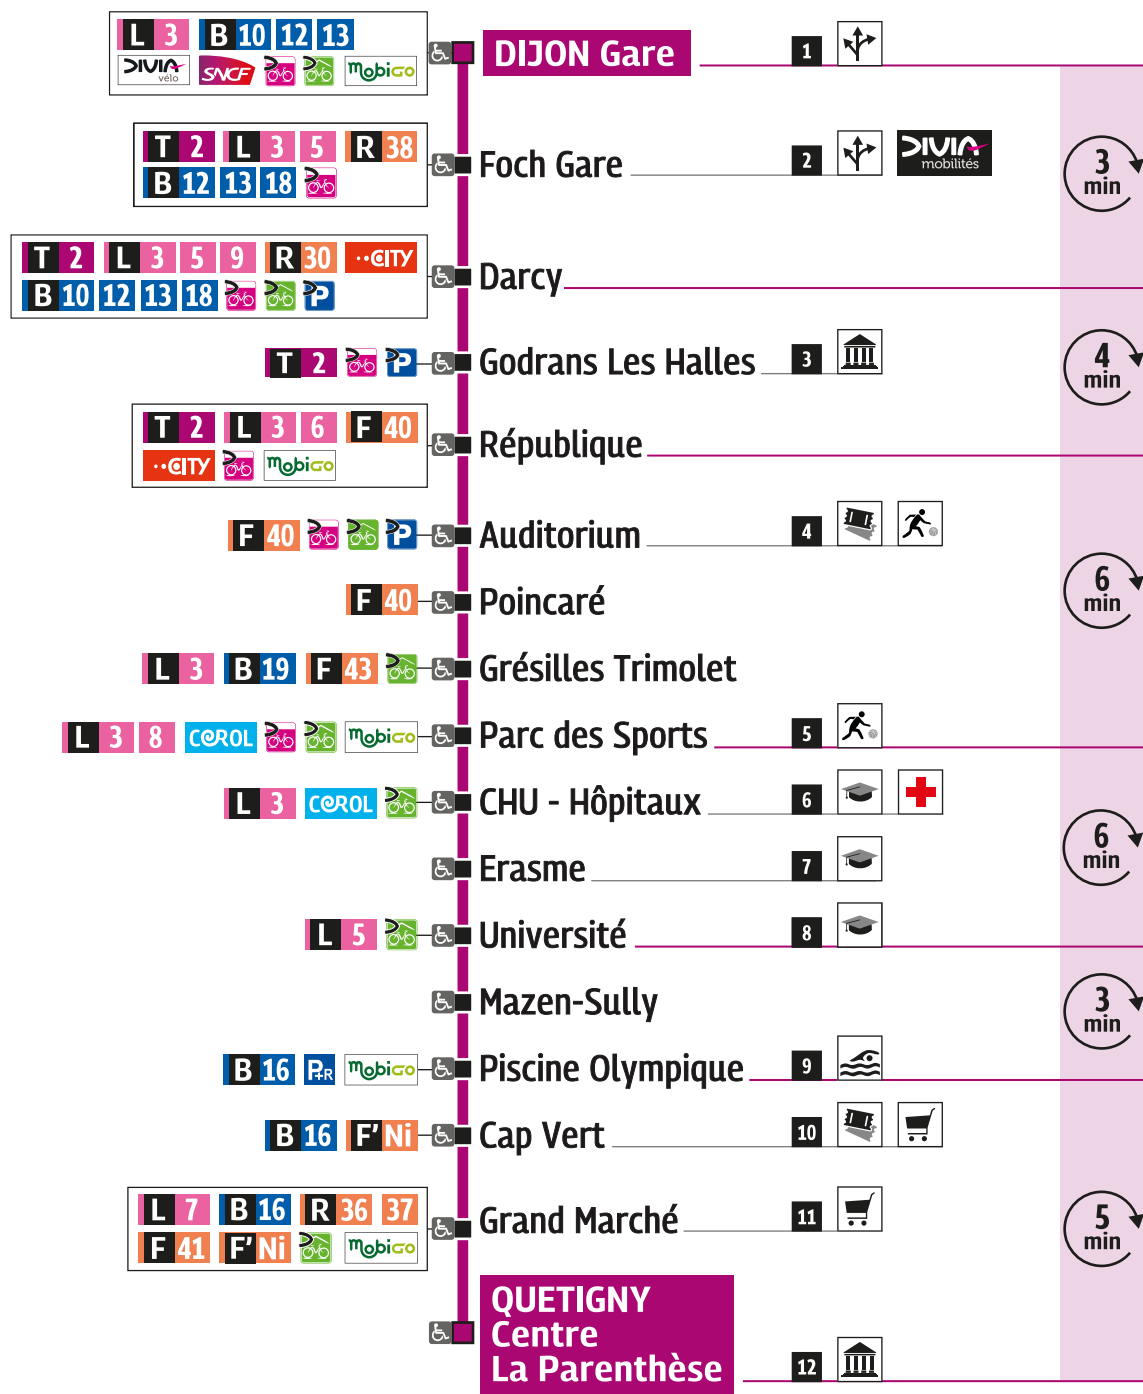 L 3 B 10 12 13
DIVIA vélo SNCF mobiGO
DIJON Gare 1
T 2 L 3 5 R 38
B 12 13 18
Foch Gare 2 DIVIA mobilités
3 min
T 2 L 3 5 9 R 30 CITY
B 10 12 13 18 P
Darcy
T 2 P Godrans Les Halles 3
4 min
T 2 L 3 6 F 40
CITY mobiGO
République
F 40 P Auditorium 4
6 min
F 40 Poincaré
L 3 B 19 F 43 Grésilles Trimolet
L 3 8 COROL mobiGO Parc des Sports 5
L 3 COROL CHU - Hôpitaux 6
6 min
Erasme 7
L 5 Université 8
Mazen-Sully
3 min
B 16 P+R mobiGO Piscine Olympique 9
B 16 F' Ni Cap Vert 10
L 7 B 16 R 36 37
F 41 F' Ni mobiGO
Grand Marché 11
5 min
QUETIGNY
Centre
La Parenthèse 12